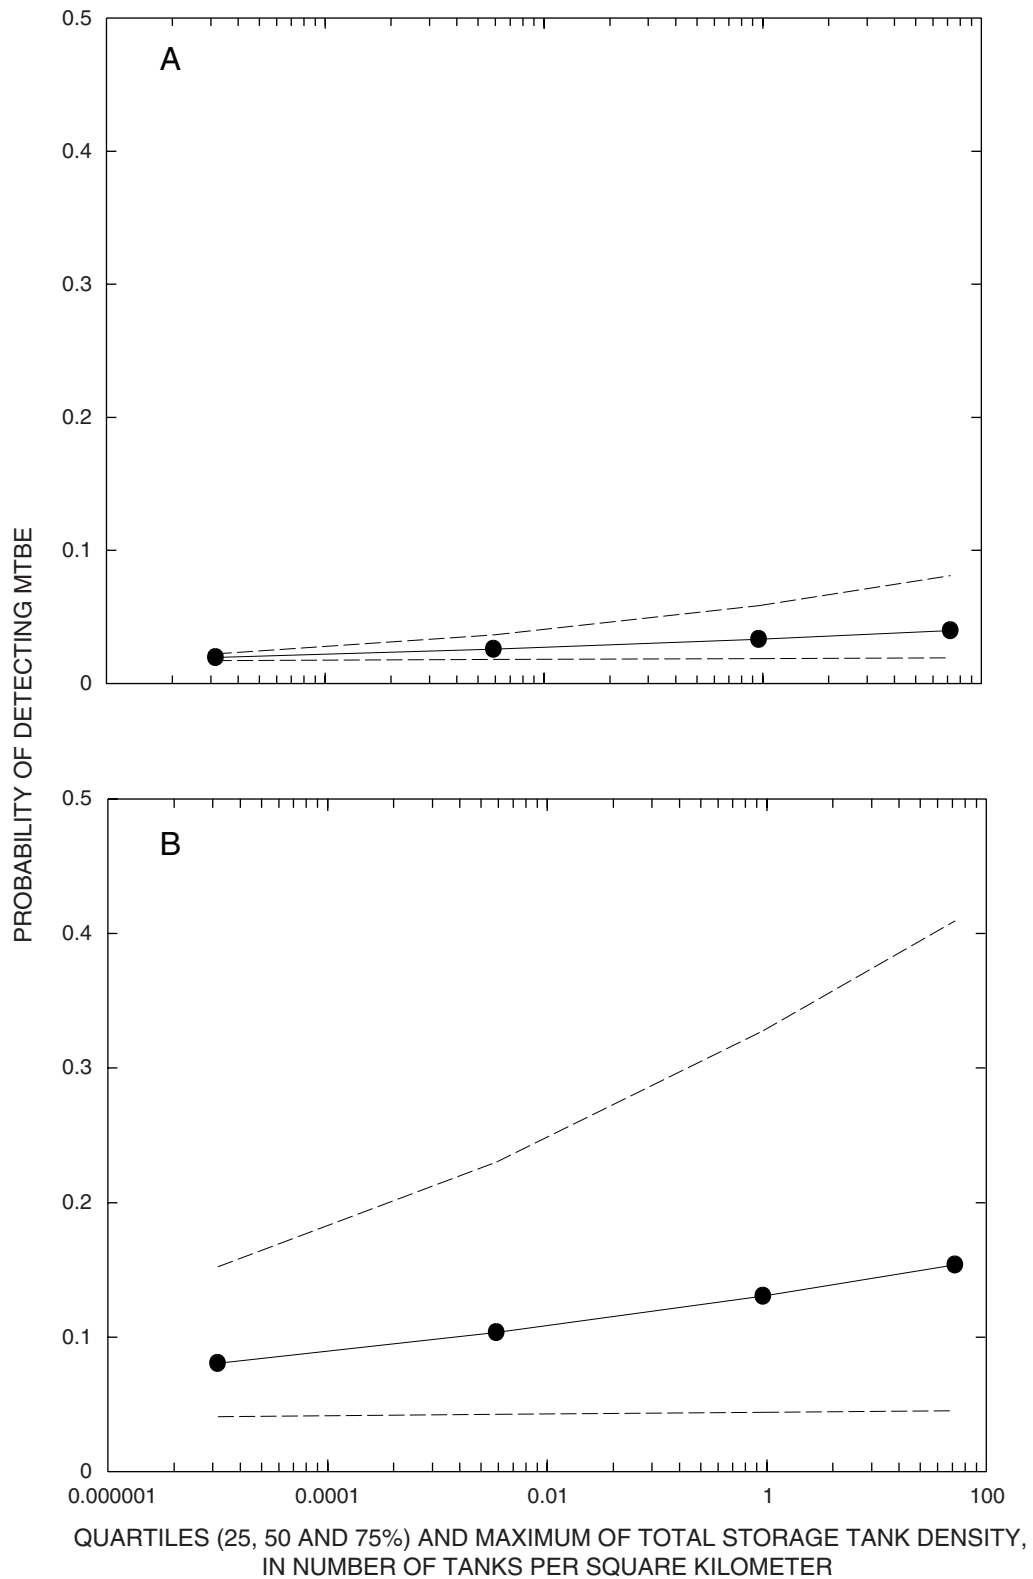 PROBABILITY OF DETECTING MTBE
A
0.5
0.4
0.3
0.2
0.1
0
B
0.5
0.4
0.3
0.2
0.1
0
0.000001 0.0001 0.01 1 100
QUARTILES (25, 50 AND 75%) AND MAXIMUM OF TOTAL STORAGE TANK DENSITY,
IN NUMBER OF TANKS PER SQUARE KILOMETER